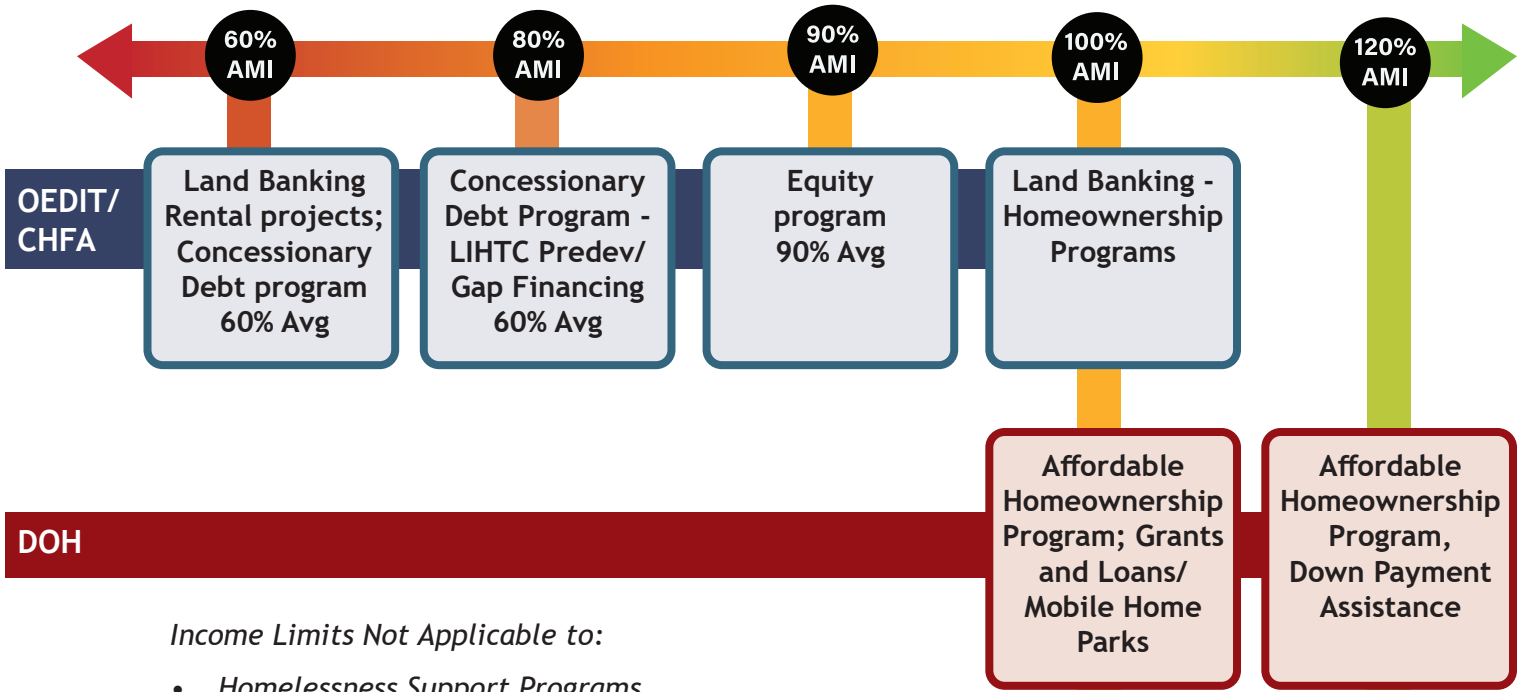 60%
AMI
80%
AMI
90%
AMI
100%
AMI
120%
AMI
OEDIT/
CHFA
Land Banking
Rental projects;
Concessionary
Debt program
60% Avg
Concessionary
Debt Program -
LIHTC Predev/
Gap Financing
60% Avg
Equity
program
90% Avg
Land Banking -
Homeownership
Programs
DOH
Affordable
Homeownership
Program; Grants
and Loans/
Mobile Home
Parks
Affordable
Homeownership
Program,
Down Payment
Assistance
Income Limits Not Applicable to:
• Homelessness Support Programs